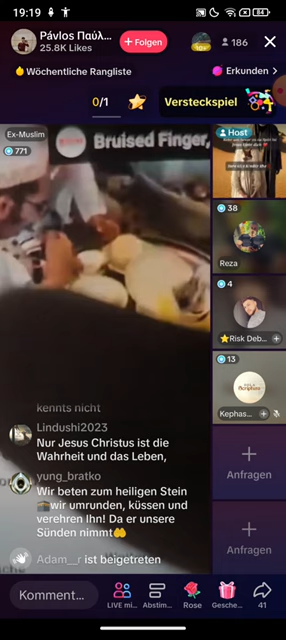 19:19
84
Pávlos Παύλ...
25.8K Likes
+ Folgen
10+
186
Wöchentliche Rangliste
Erkunden >
0/1
Versteckspiel
Ex-Muslim
771
Bruised Finger,
Host
38
Reza
4
Risk Deb...
13
Kephas...
Anfragen
Anfragen
kennts nicht
Lindushi2023
Nur Jesus Christus ist die
Wahrheit und das Leben,
yung_bratko
Wir beten zum heiligen Stein
🕋wir umrunden, küssen und
verehren Ihn! Da er unsere
Sünden nimmt🤲
Adam__r ist beigetreten
Komment...
LIVE mi...
Abstim...
Rose
Gesche...
41